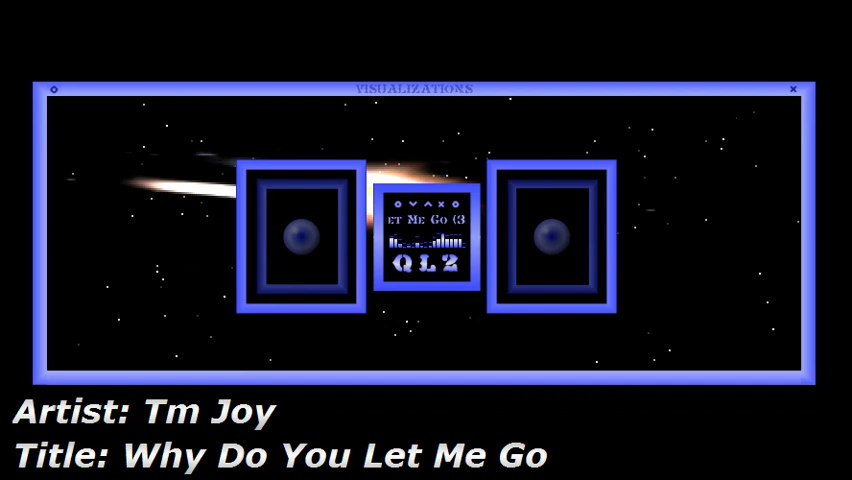 VISUALIZATIONS
et Me Go (3
QL2
Artist: Tm Joy
Title: Why Do You Let Me Go